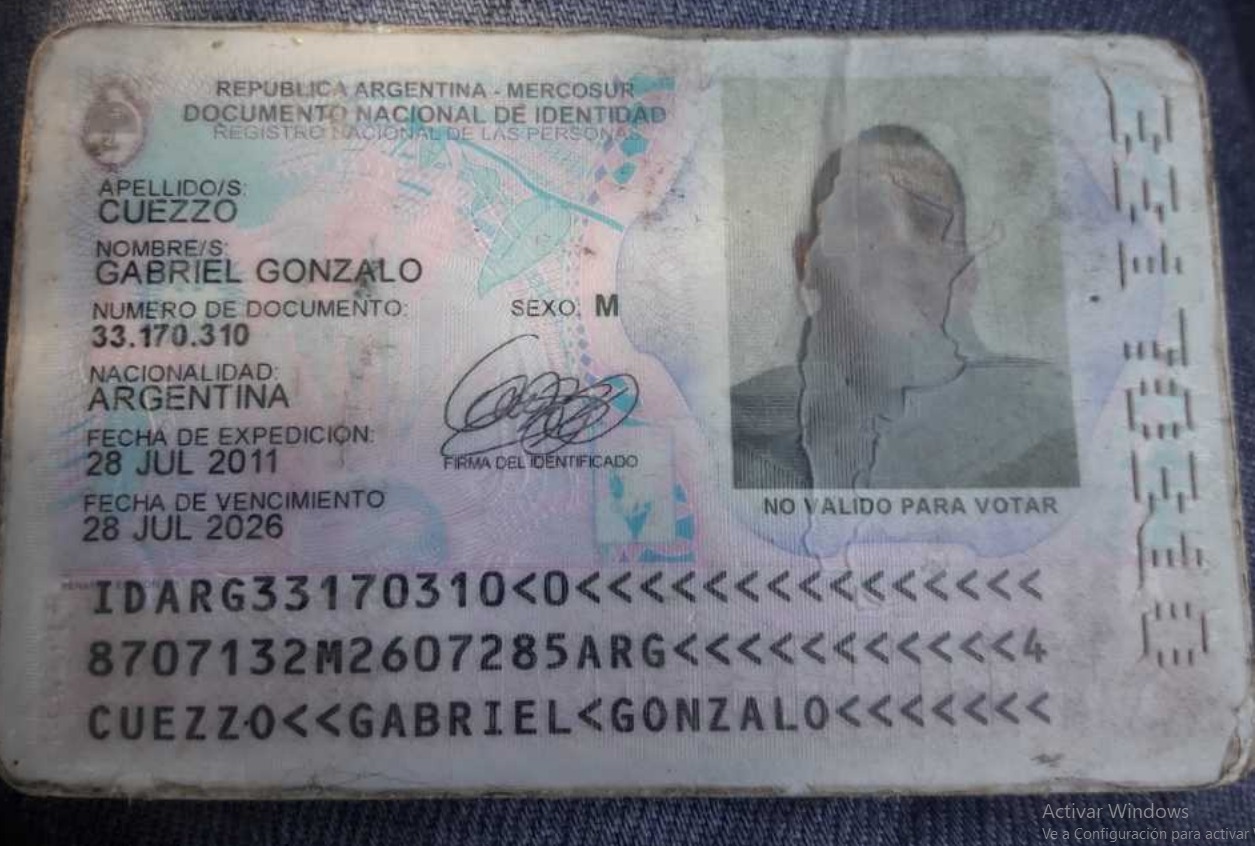 REPUBLICA ARGENTINA - MERCOSUR
DOCUMENTO NACIONAL DE IDENTIDAD
REGISTRO NACIONAL DE LAS PERSONAS
APELLIDO/S:
CUEZZO
NOMBRE/S:
GABRIEL GONZALO
NUMERO DE DOCUMENTO:
33.170.310
SEXO: M
NACIONALIDAD:
ARGENTINA
FECHA DE EXPEDICION:
28 JUL 2011
FIRMA DEL IDENTIFICADO
FECHA DE VENCIMIENTO
28 JUL 2026
NO VALIDO PARA VOTAR
IDARG33170310<0<<<<<<<<<<<<<<<
8707132M2607285ARG<<<<<<<<<<<4
CUEZZO<<GABRIEL<GONZALO<<<<<<<
Activar Windows
Ve a Configuración para activar